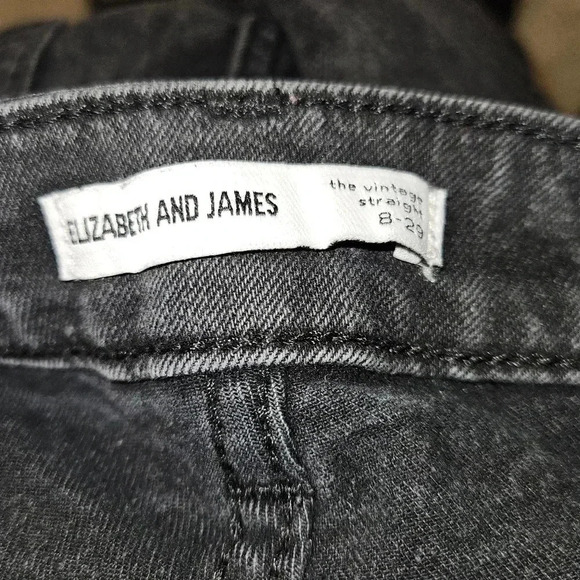 ELIZABETH AND JAMES
the vintage
straight
8-29